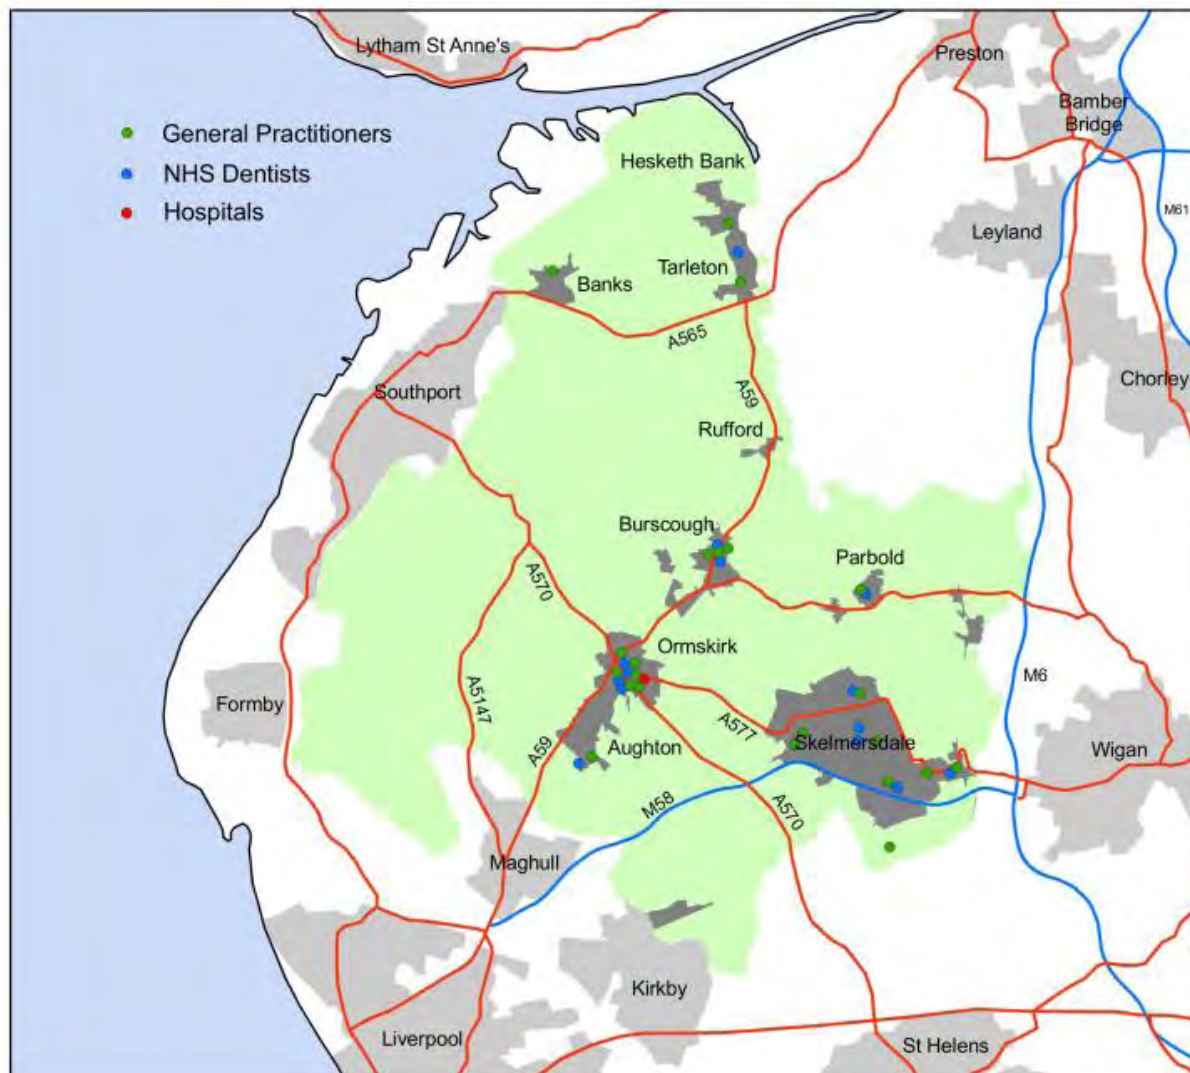 Lytham St Anne's
Preston
Bamber
Bridge
General Practitioners
NHS Dentists
Hospitals
Hesketh Bank
M61
Leyland
Tarleton
Banks
A565
Southport
A59
Chorley
Rufford
Burscough
Parbold
A570
Ormskirk
M6
Formby
A5147
A577
A59
Aughton
Skelmersdale
Wigan
M58
A570
Maghull
Kirkby
Liverpool
St Helens